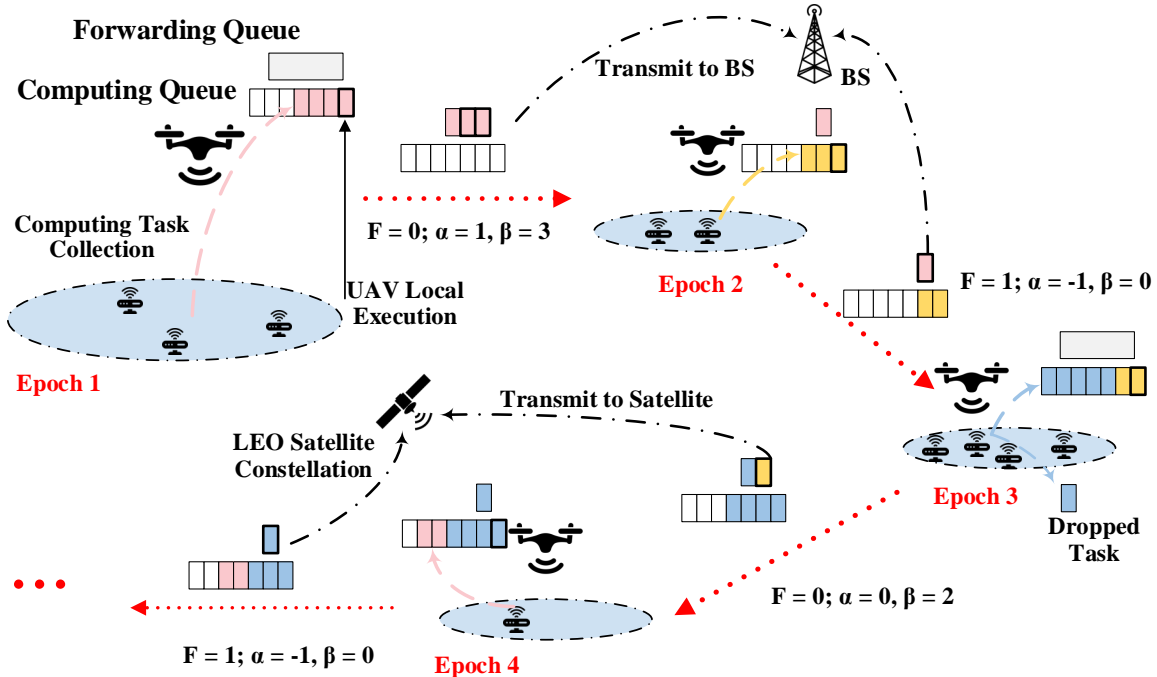 Forwarding Queue
Computing Queue
Transmit to BS
BS
Computing Task
Collection
F = 0; α = 1, β = 3
UAV Local
Execution
Epoch 1
Epoch 2
F = 1; α = -1, β = 0
Transmit to Satellite
LEO Satellite
Constellation
Epoch 3
Dropped
Task
F = 0; α = 0, β = 2
F = 1; α = -1, β = 0
Epoch 4